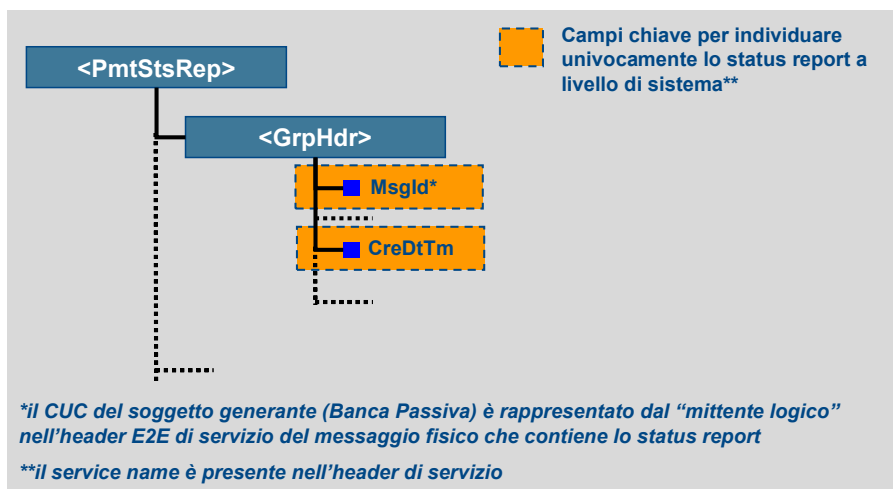 <PmtStsRep>
Campi chiave per individuare
univocamente lo status report a
livello di sistema**
<GrpHdr>
MsgId*
CreDtTm
*il CUC del soggetto generante (Banca Passiva) è rappresentato dal “mittente logico”
nell’header E2E di servizio del messaggio fisico che contiene lo status report
**il service name è presente nell’header di servizio